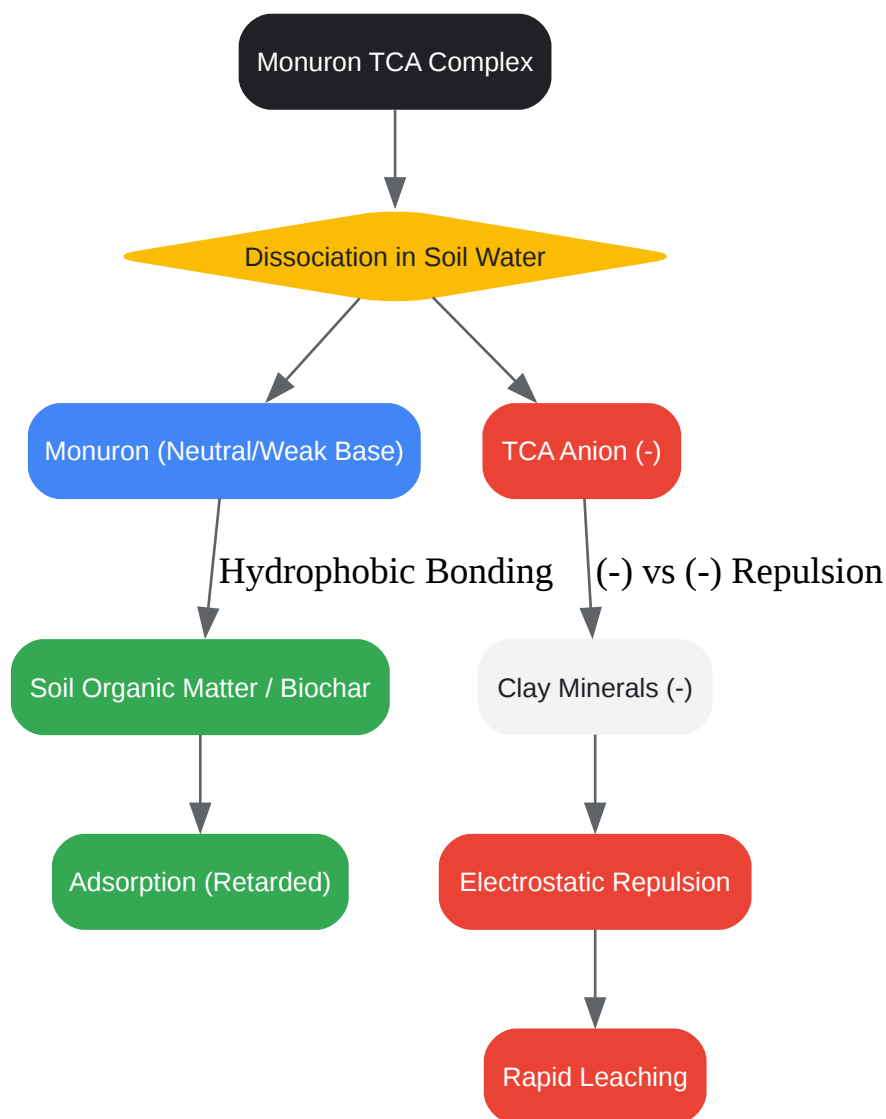 Monuron TCA Complex
Dissociation in Soil Water
Monuron (Neutral/Weak Base)
TCA Anion (-)
Hydrophobic Bonding
(-) vs (-) Repulsion
Soil Organic Matter / Biochar
Clay Minerals (-)
Adsorption (Retarded)
Electrostatic Repulsion
Rapid Leaching